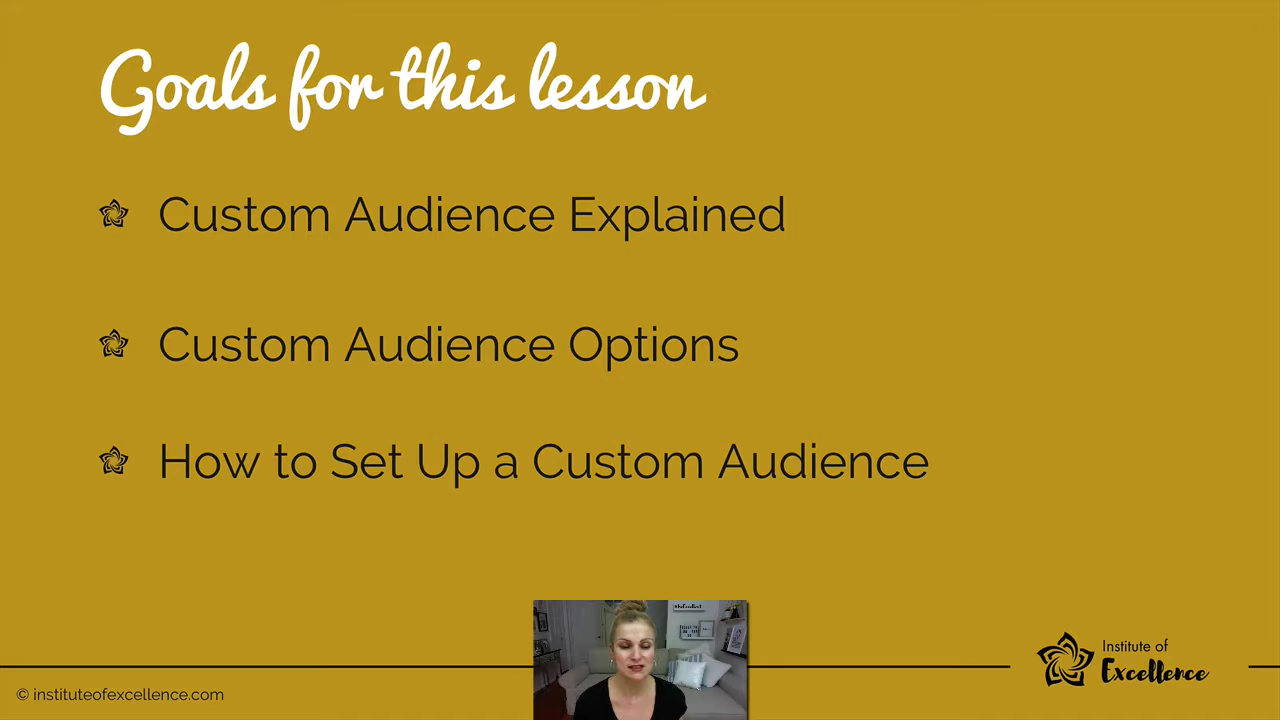 Goals for this lesson
Custom Audience Explained
Custom Audience Options
How to Set Up a Custom Audience
Institute of
Excellence
© instituteofexcellence.com